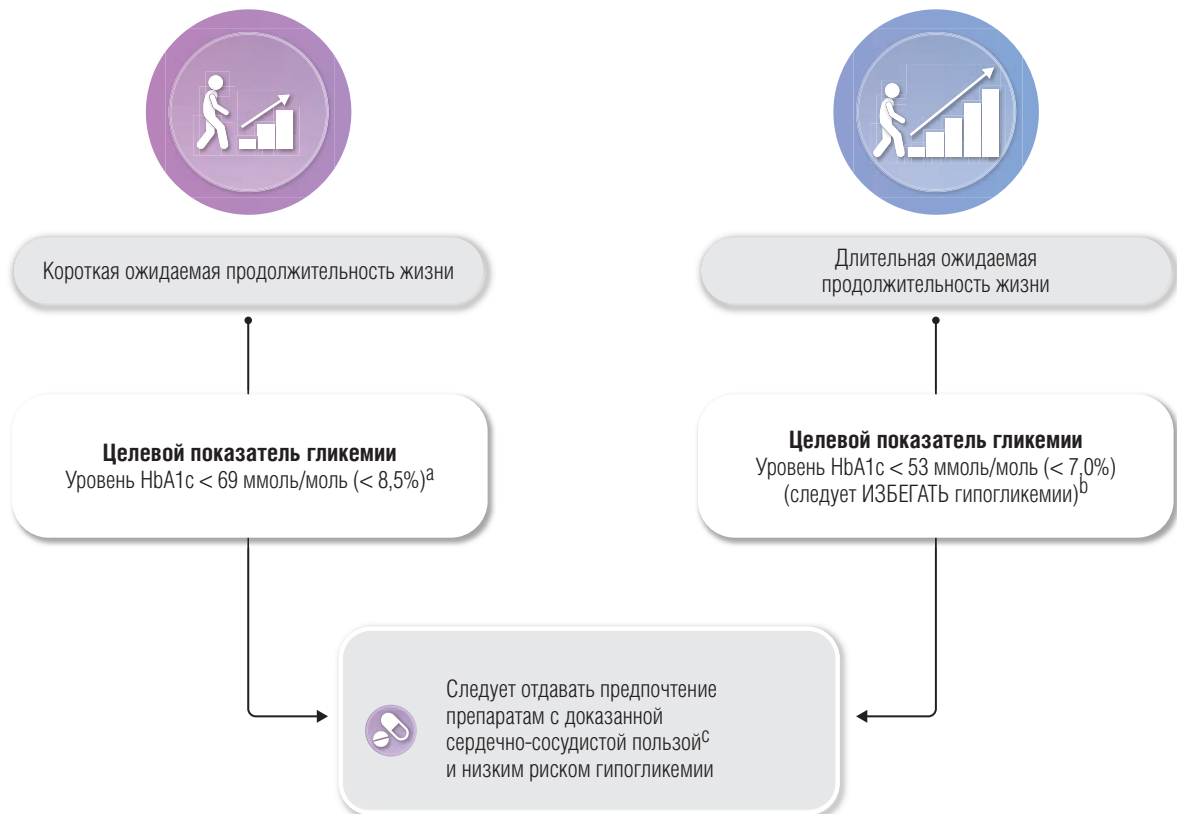 Короткая ожидаемая продолжительность жизни
Длительная ожидаемая
продолжительность жизни
Целевой показатель гликемии
Уровень HbA1c < 69 ммоль/моль (< 8,5%)a
Целевой показатель гликемии
Уровень HbA1c < 53 ммоль/моль (< 7,0%)
(следует ИЗБЕГАТЬ гипогликемии)b
Следует отдавать предпочтение
препаратам с доказанной
сердечно-сосудистой пользойc
и низким риском гипогликемии